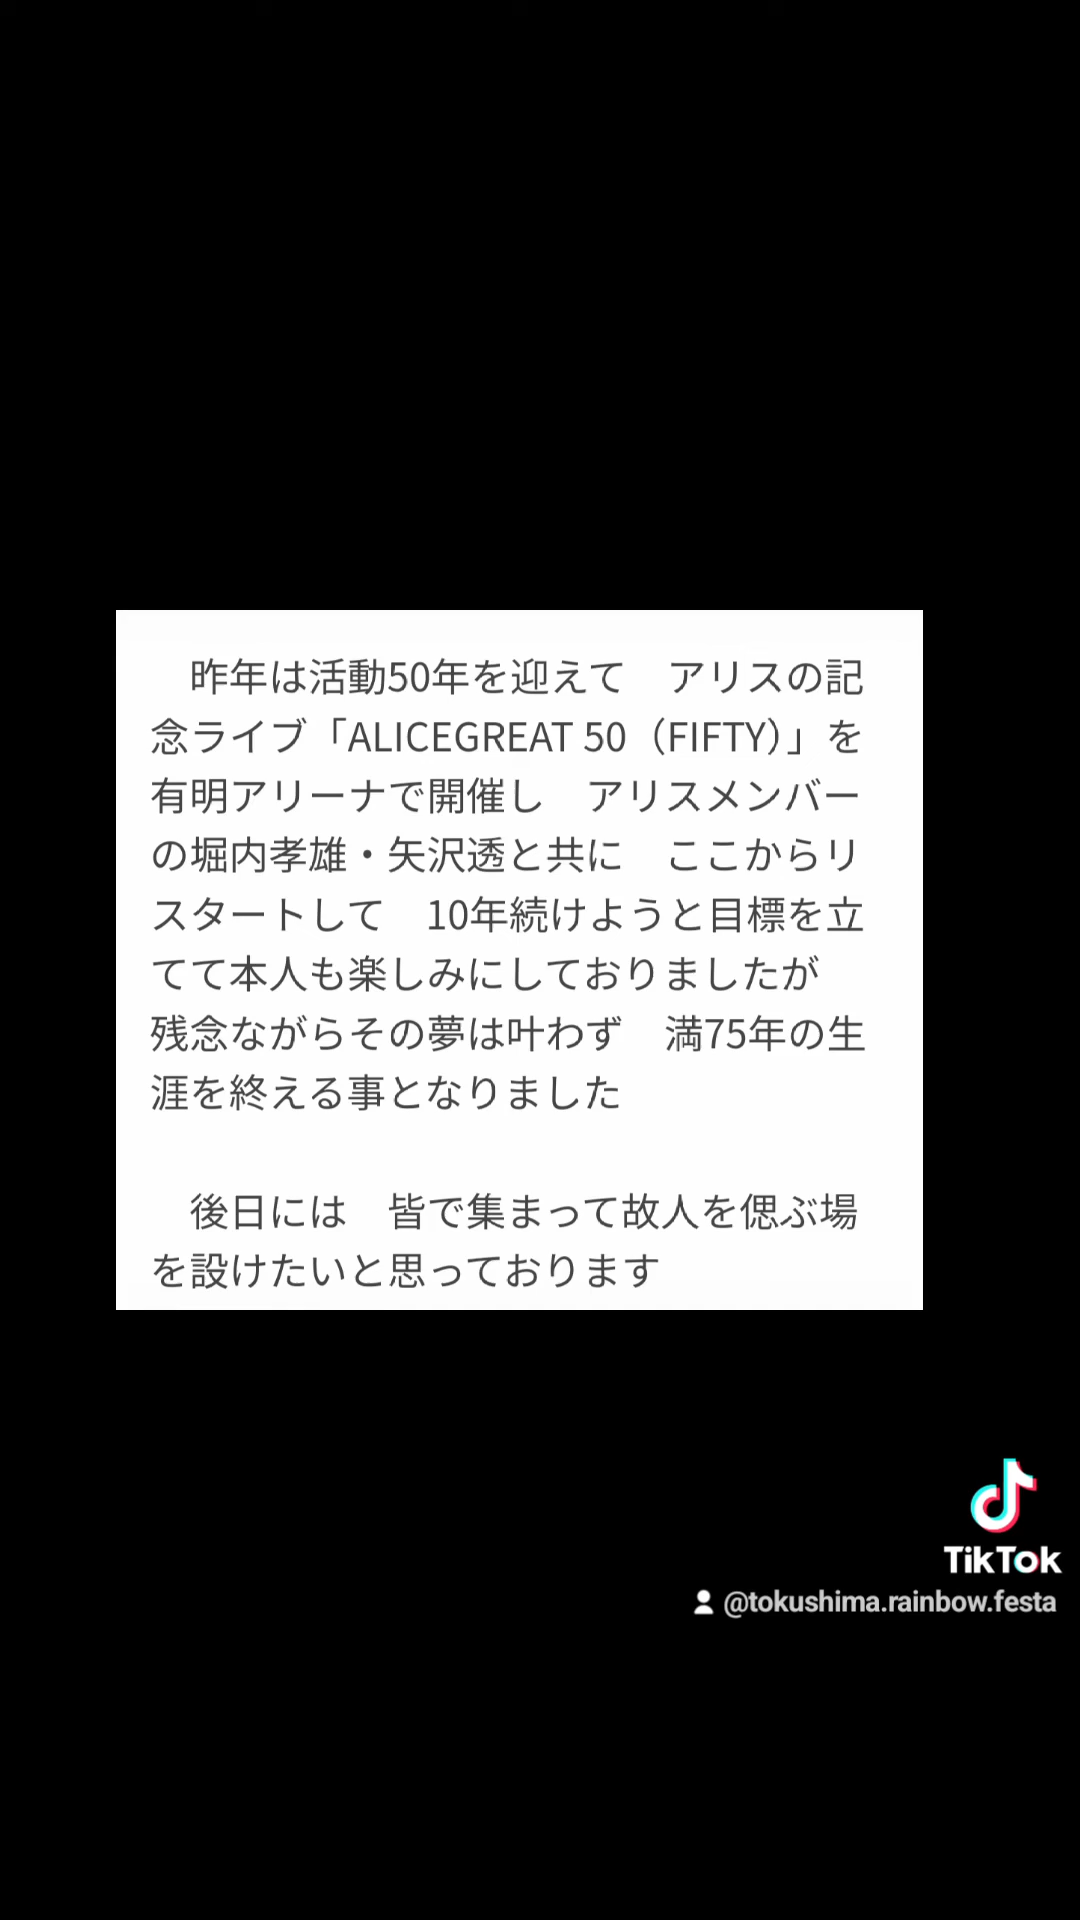 昨年は活動50年を迎えて　アリスの記
念ライブ「ALICEGREAT 50（FIFTY）」を
有明アリーナで開催し　アリスメンバー
の堀内孝雄・矢沢透と共に　ここからリ
スタートして　10年続けようと目標を立
てて本人も楽しみにしておりましたが
残念ながらその夢は叶わず　満75年の生
涯を終える事となりました
　後日には　皆で集まって故人を偲ぶ場
を設けたいと思っております
TikTok
@tokushima.rainbow.festa